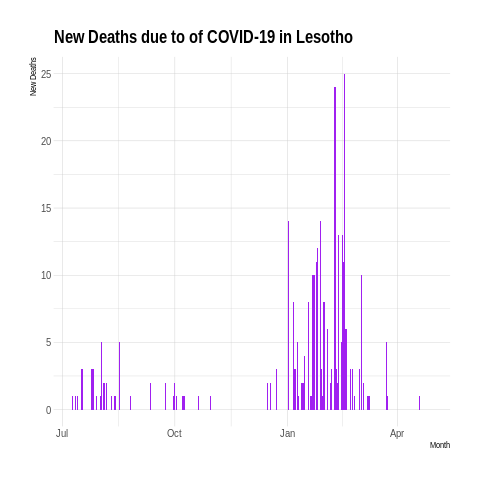 New Deaths due to of COVID-19 in Lesotho
New Deaths
25
20
15
10
5
0
Jul
Oct
Jan
Apr
Month